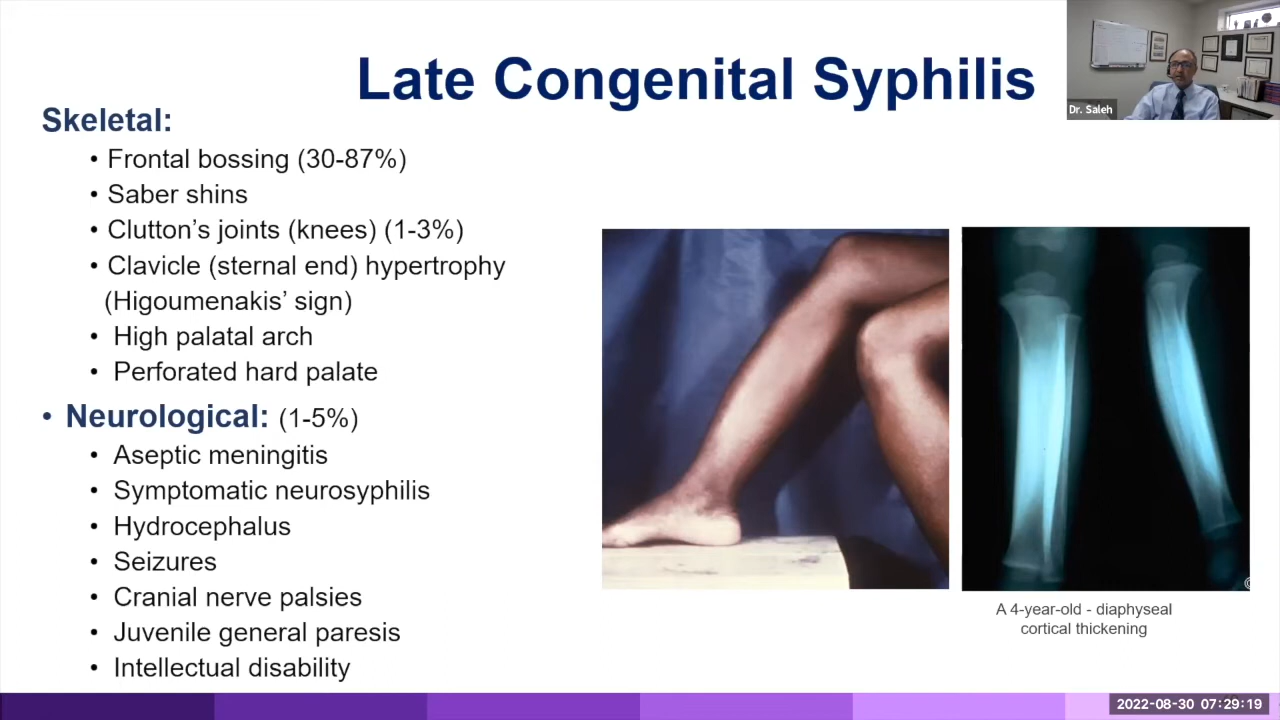 Late Congenital Syphilis
Dr. Saleh
Skeletal:
• Frontal bossing (30-87%)
• Saber shins
• Clutton’s joints (knees) (1-3%)
• Clavicle (sternal end) hypertrophy
(Higoumenakis’ sign)
• High palatal arch
• Perforated hard palate
• Neurological: (1-5%)
• Aseptic meningitis
• Symptomatic neurosyphilis
• Hydrocephalus
• Seizures
• Cranial nerve palsies
• Juvenile general paresis
• Intellectual disability
©
A 4-year-old - diaphyseal
cortical thickening
2022-08-30 07:29:19